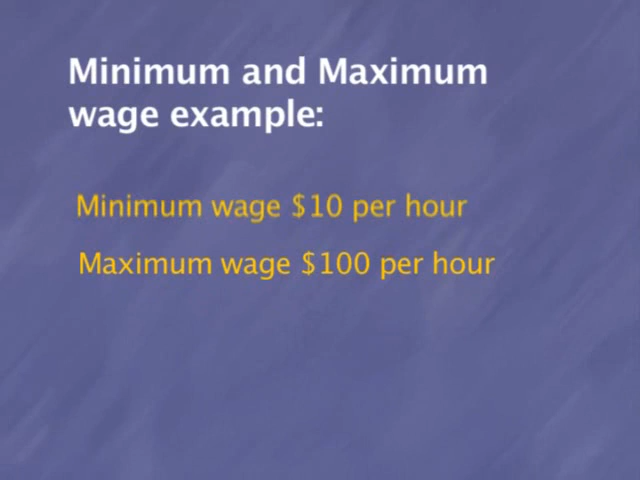 Minimum and Maximum
wage example:
Minimum wage $10 per hour
Maximum wage $100 per hour